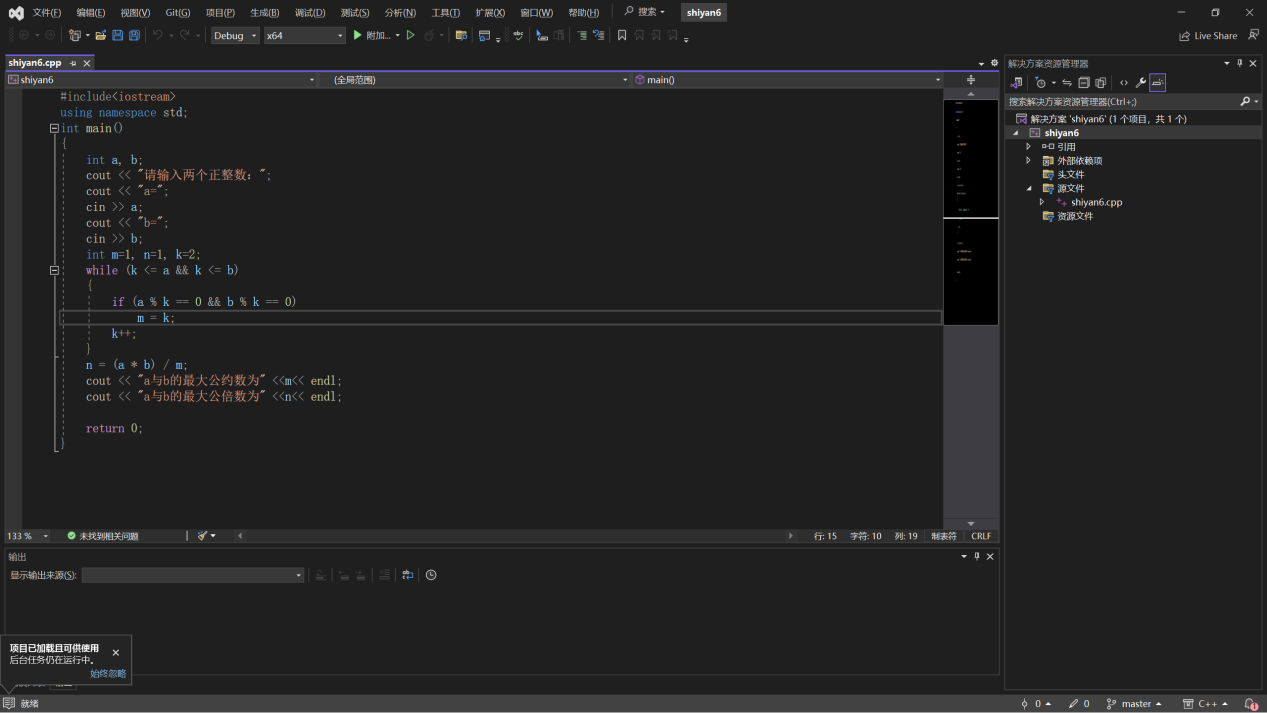 文件(F) 编辑(E) 视图(V) Git(G) 项目(P) 生成(B) 调试(D) 测试(S) 分析(N) 工具(T) 扩展(X) 窗口(W) 帮助(H) 搜索 shiyan6
Debug x64 附加... Live Share
shiyan6.cpp
shiyan6 (全局范围) main()
#include<iostream>
using namespace std;
int main()
{
int a, b;
cout << "请输入两个正整数：";
cout << "a=";
cin >> a;
cout << "b=";
cin >> b;
int m=1, n=1, k=2;
while (k <= a && k <= b)
{
if (a % k == 0 && b % k == 0)
m = k;
k++;
}
n = (a * b) / m;
cout << "a与b的最大公约数为" <<m<< endl;
cout << "a与b的最大公倍数为" <<n<< endl;
return 0;
}
133 % 未找到相关问题 行: 15 字符: 10 列: 19 制表符 CRLF
输出
显示输出来源(S):
项目已加载且可供使用
后台任务仍在运行中。
始终忽略
解决方案资源管理器
搜索解决方案资源管理器(Ctrl+;)
解决方案 'shiyan6' (1 个项目，共 1 个)
shiyan6
引用
外部依赖项
头文件
源文件
shiyan6.cpp
资源文件
就绪 0 0 master C++ 1